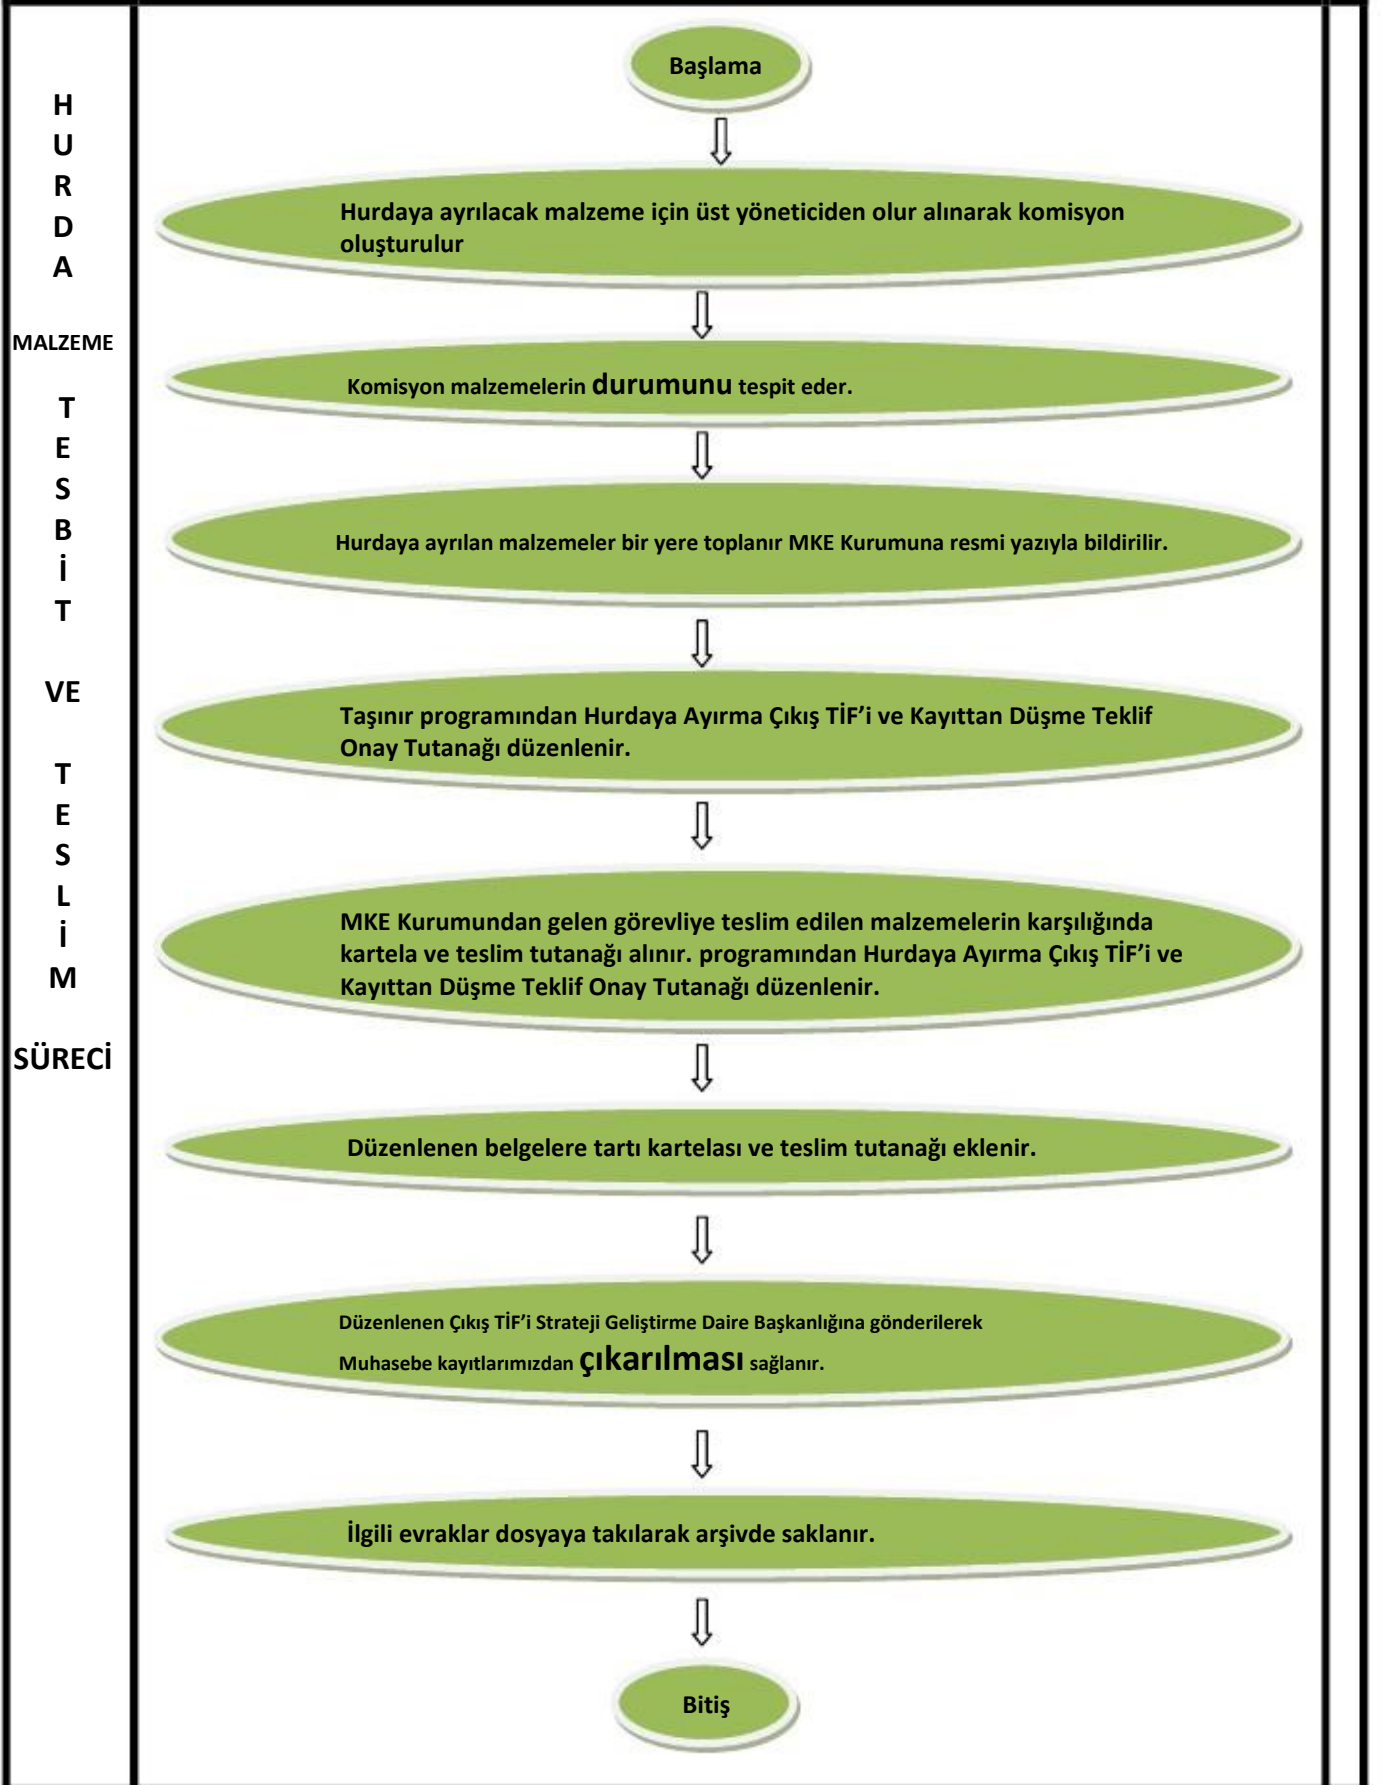 H
U
R
D
A
MALZEME
T
E
S
B
İ
T
VE
T
E
S
L
İ
M
SÜRECİ
Başlama
Hurdaya ayrılacak malzeme için üst yöneticiden olur alınarak komisyon
oluşturulur
Komisyon malzemelerin durumunu tespit eder.
Hurdaya ayrılan malzemeler bir yere toplanır MKE Kurumuna resmi yazıyla bildirilir.
Taşınır programından Hurdaya Ayırma Çıkış TİF’i ve Kayıttan Düşme Teklif
Onay Tutanağı düzenlenir.
MKE Kurumundan gelen görevliye teslim edilen malzemelerin karşılığında
kartela ve teslim tutanağı alınır. programından Hurdaya Ayırma Çıkış TİF’i ve
Kayıttan Düşme Teklif Onay Tutanağı düzenlenir.
Düzenlenen belgelere tartı kartelası ve teslim tutanağı eklenir.
Düzenlenen Çıkış TİF’i Strateji Geliştirme Daire Başkanlığına gönderilerek
Muhasebe kayıtlarımızdan çıkarılması sağlanır.
İlgili evraklar dosyaya takılarak arşivde saklanır.
Bitiş